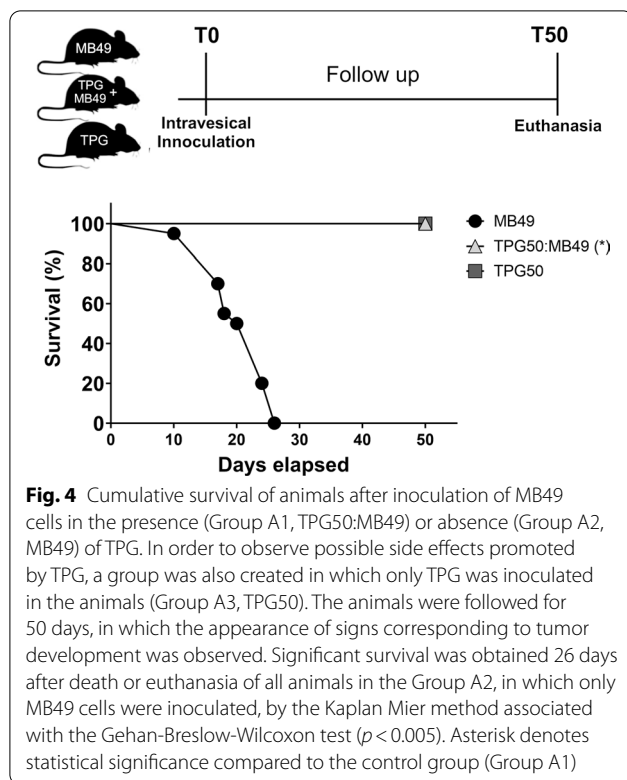 MB49
TPG +
MB49
TPG
T0
T50
Follow up
Intravesical
Innoculation
Euthanasia
100
80
60
40
20
0
Survival (%)
0 10 20 30 40 50
Days elapsed
MB49
TPG50:MB49 (*)
TPG50
Fig. 4 Cumulative survival of animals after inoculation of MB49
cells in the presence (Group A1, TPG50:MB49) or absence (Group A2,
MB49) of TPG. In order to observe possible side effects promoted
by TPG, a group was also created in which only TPG was inoculated
in the animals (Group A3, TPG50). The animals were followed for
50 days, in which the appearance of signs corresponding to tumor
development was observed. Significant survival was obtained 26 days
after death or euthanasia of all animals in the Group A2, in which only
MB49 cells were inoculated, by the Kaplan Mier method associated
with the Gehan-Breslow-Wilcoxon test (p < 0.005). Asterisk denotes
statistical significance compared to the control group (Group A1)